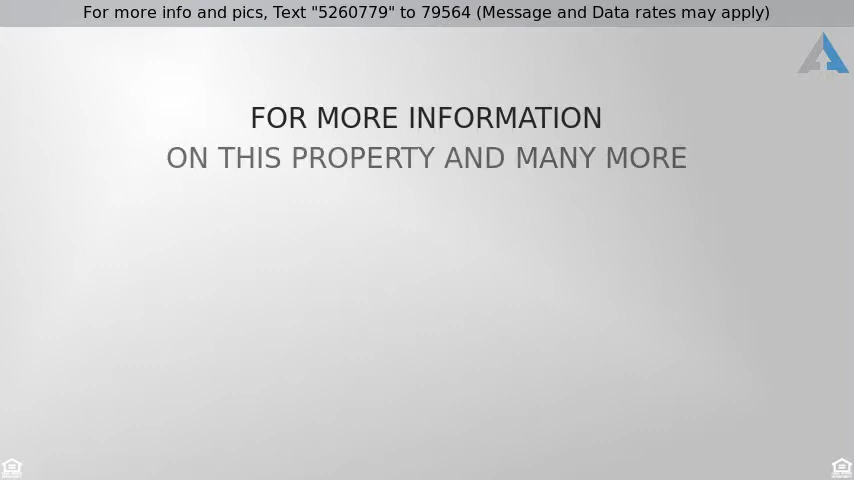 For more info and pics, Text "5260779" to 79564 (Message and Data rates may apply)
FOR MORE INFORMATION
ON THIS PROPERTY AND MANY MORE